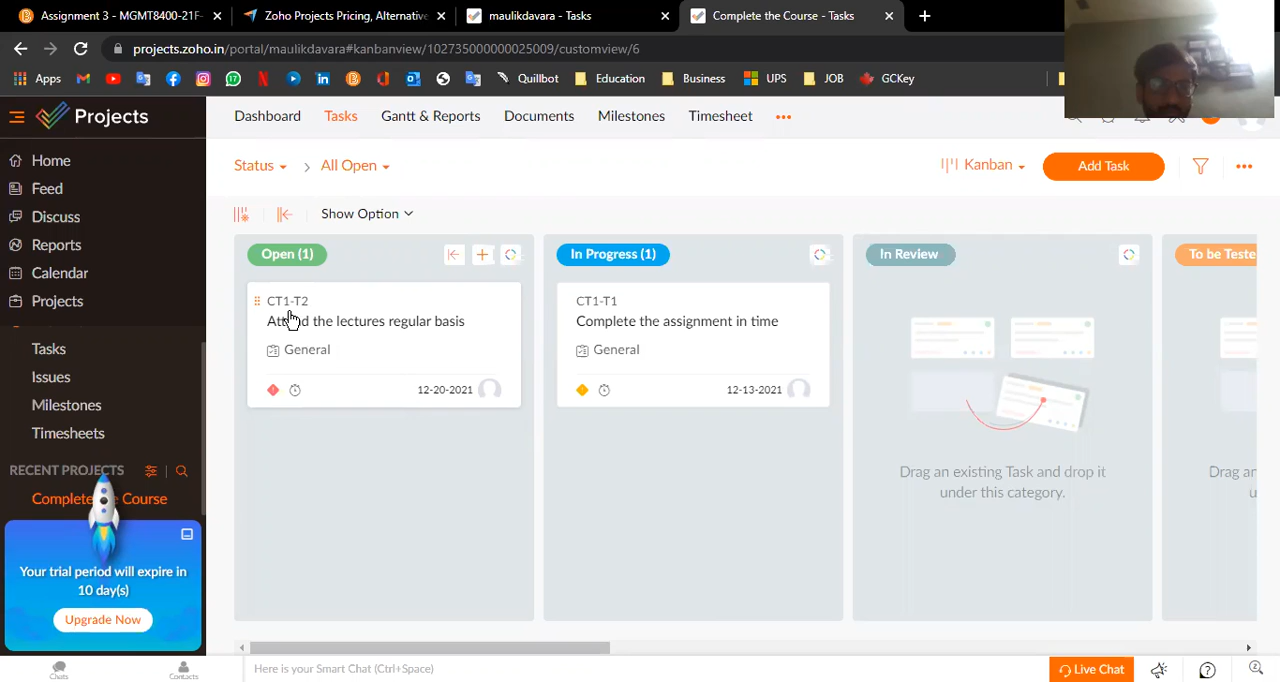 Assignment 3 - MGMT8400-21F-
Zoho Projects Pricing, Alternative
maulikdavara - Tasks
Complete the Course - Tasks
projects.zoho.in/portal/maulikdavara#kanbanview/102735000000025009/customview/6
Apps
Quillbot
Education
Business
UPS
JOB
GCKey
Projects
Dashboard
Tasks
Gantt & Reports
Documents
Milestones
Timesheet
Home
Feed
Discuss
Reports
Calendar
Projects
Tasks
Issues
Milestones
Timesheets
RECENT PROJECTS
Complete the Course
Your trial period will expire in
10 day(s)
Upgrade Now
Status
All Open
Kanban
Add Task
Show Option
Open (1)
CT1-T2
Attend the lectures regular basis
General
12-20-2021
In Progress (1)
CT1-T1
Complete the assignment in time
General
12-13-2021
In Review
Drag an existing Task and drop it
under this category.
To be Teste
Drag an
u
Chats
Contacts
Here is your Smart Chat (Ctrl+Space)
Live Chat